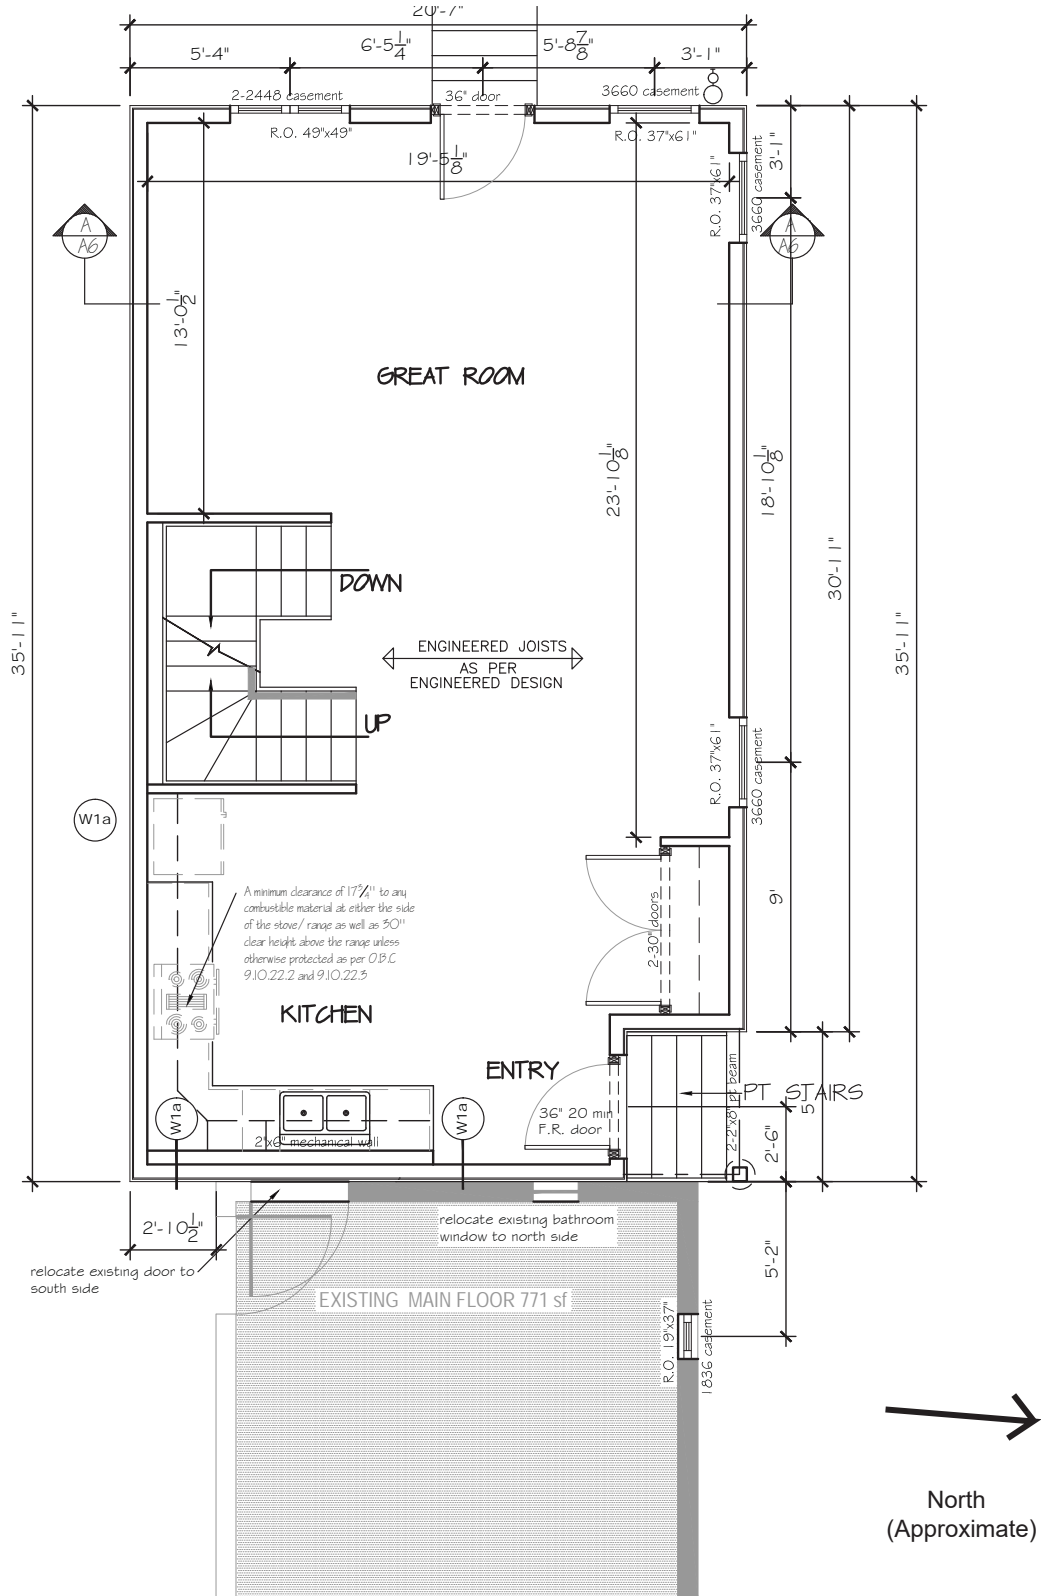 20'-7"
5'-4"
6'-5 1/4"
5'-8 7/8"
3'-1"
2-2448 casement
36" door
3660 casement
R.O. 49"x49"
R.O. 37"x61"
19'-5 1/8"
R.O. 37"x61"
3660 casement
3'-1"
A
A6
A
A6
13'-0 1/2"
GREAT ROOM
23'-10 1/8"
18'-10 1/8"
30'-11"
35'-11"
35'-11"
DOWN
ENGINEERED JOISTS
AS PER
ENGINEERED DESIGN
UP
R.O. 37"x61"
3660 casement
W1a
A minimum clearance of 17 3/4" to any
combustible material at either the side
of the stove/ range as well as 30"
clear height above the range unless
otherwise protected as per O.B.C
9.10.22.2 and 9.10.22.3
2-30" doors
9'
KITCHEN
ENTRY
36" 20 min
F.R. door
2-2"x8" pt beam
PT STAIRS
5'
2'-6"
W1a
W1a
2"x6" mechanical wall
2'-10 1/2"
relocate existing door to
south side
relocate existing bathroom
window to north side
5'-2"
EXISTING MAIN FLOOR 771 sf
R.O. 19"x37"
1836 casement
North
(Approximate)